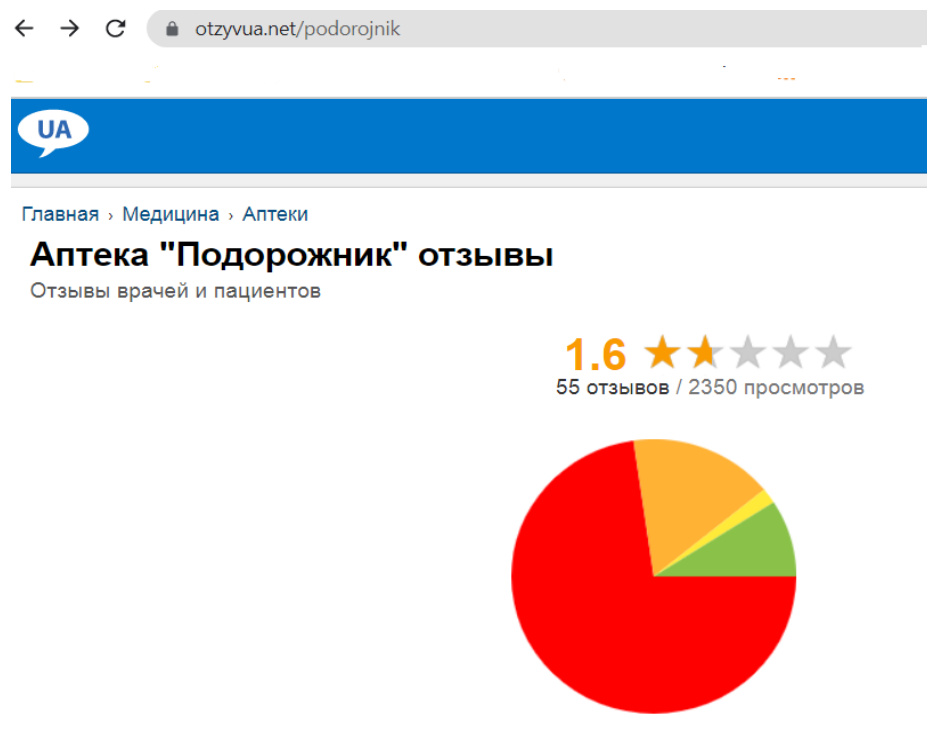 otzyvua.net/podorojnik
UA
Главная › Медицина › Аптеки
Аптека "Подорожник" отзывы
Отзывы врачей и пациентов
1.6
55 отзывов / 2350 просмотров